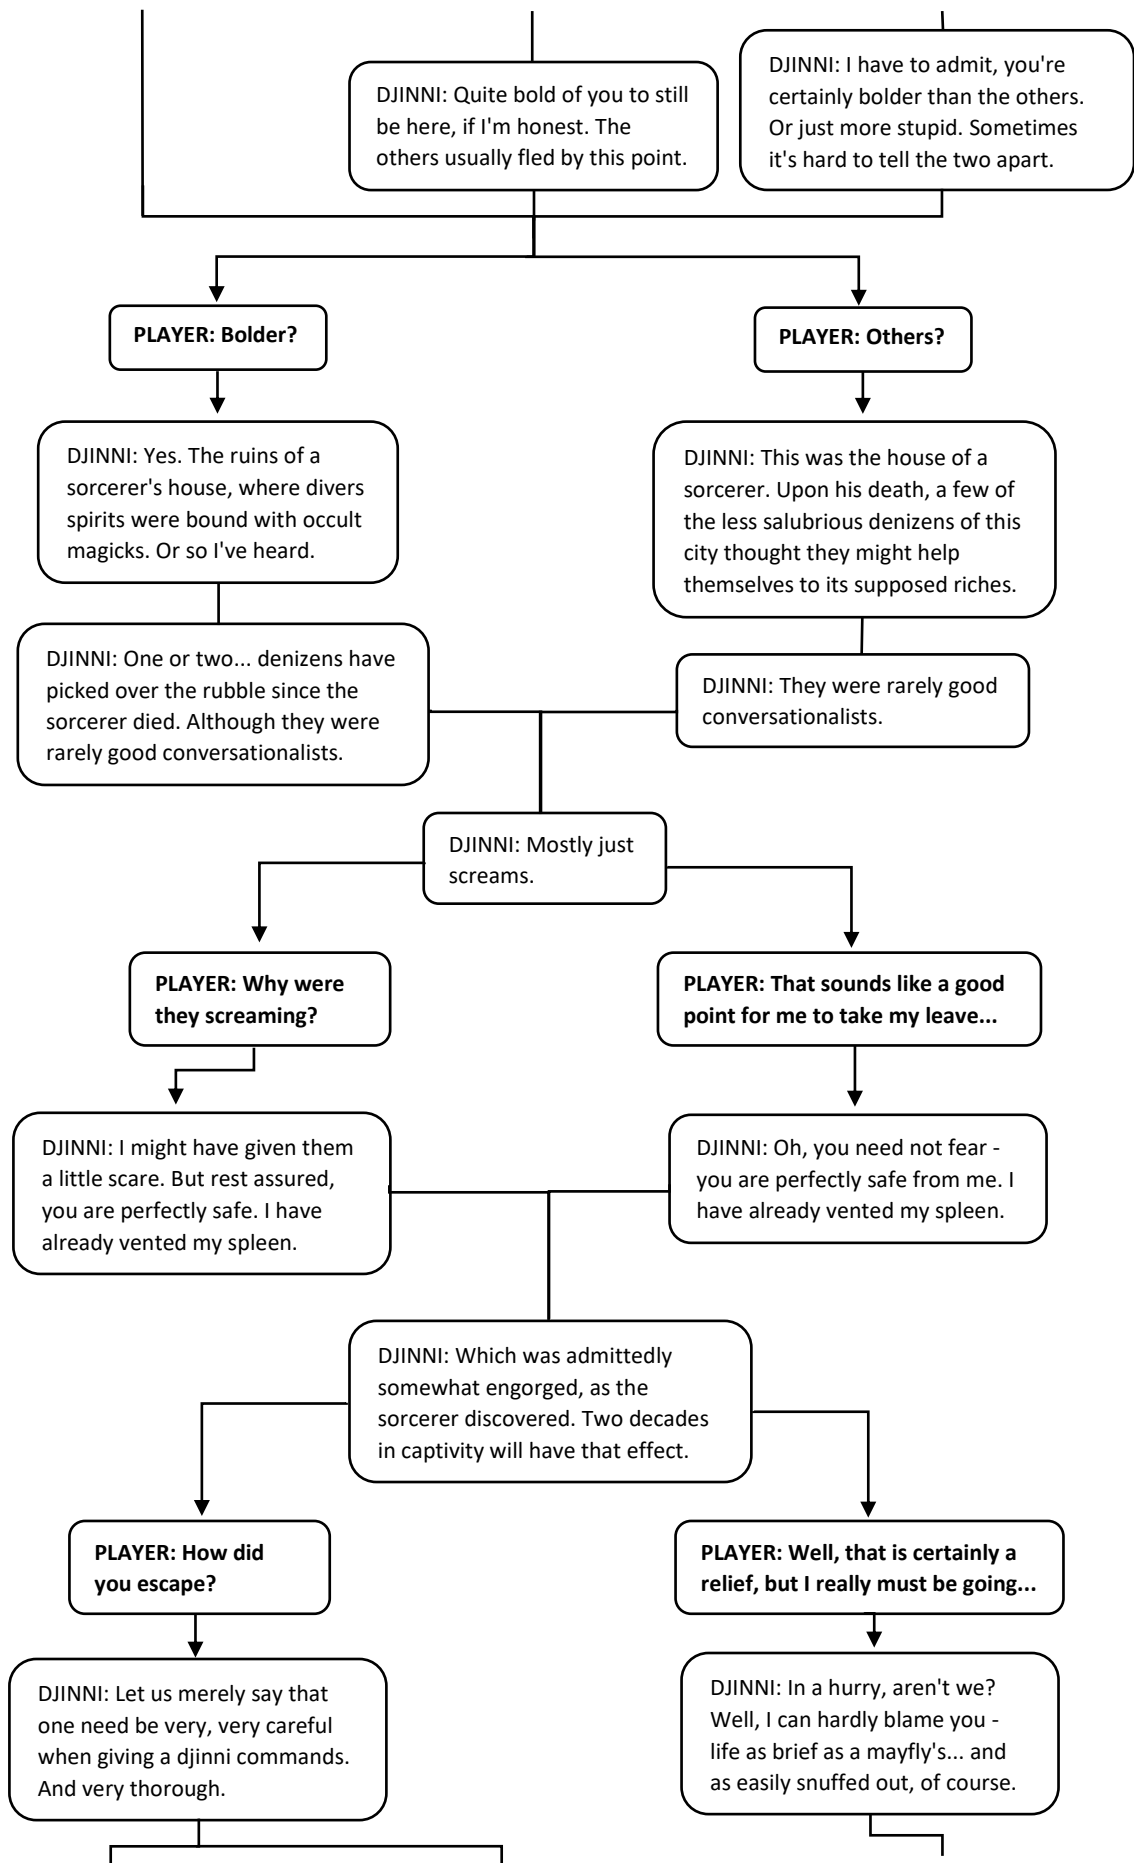 DJINNI: Quite bold of you to still
be here, if I'm honest. The
others usually fled by this point.
DJINNI: I have to admit, you're
certainly bolder than the others.
Or just more stupid. Sometimes
it's hard to tell the two apart.
PLAYER: Bolder?
PLAYER: Others?
DJINNI: Yes. The ruins of a
sorcerer's house, where divers
spirits were bound with occult
magicks. Or so I've heard.
DJINNI: This was the house of a
sorcerer. Upon his death, a few of
the less salubrious denizens of this
city thought they might help
themselves to its supposed riches.
DJINNI: One or two... denizens have
picked over the rubble since the
sorcerer died. Although they were
rarely good conversationalists.
DJINNI: They were rarely good
conversationalists.
DJINNI: Mostly just
screams.
PLAYER: Why were
they screaming?
PLAYER: That sounds like a good
point for me to take my leave...
DJINNI: I might have given them
a little scare. But rest assured,
you are perfectly safe. I have
already vented my spleen.
DJINNI: Oh, you need not fear -
you are perfectly safe from me. I
have already vented my spleen.
DJINNI: Which was admittedly
somewhat engorged, as the
sorcerer discovered. Two decades
in captivity will have that effect.
PLAYER: How did
you escape?
PLAYER: Well, that is certainly a
relief, but I really must be going...
DJINNI: Let us merely say that
one need be very, very careful
when giving a djinni commands.
And very thorough.
DJINNI: In a hurry, aren't we?
Well, I can hardly blame you -
life as brief as a mayfly's... and
as easily snuffed out, of course.